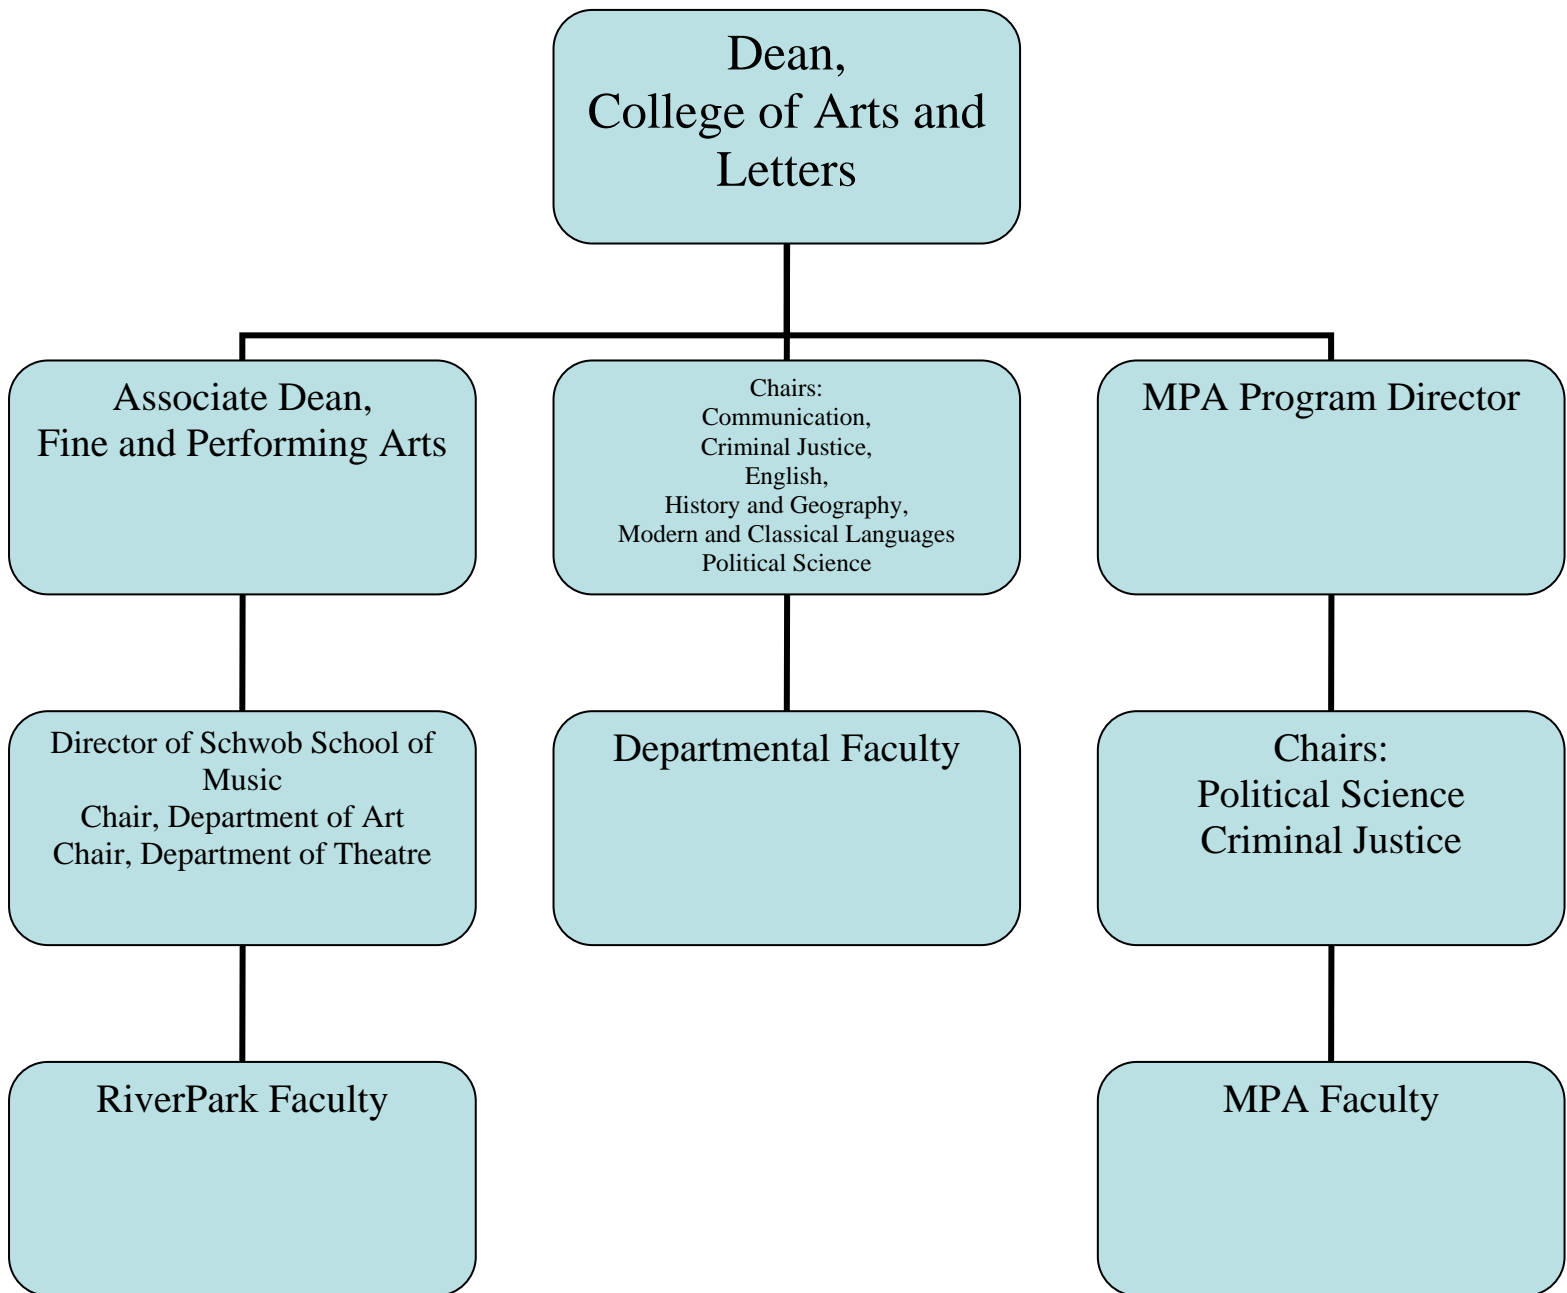 Dean,
College of Arts and
Letters
Associate Dean,
Fine and Performing Arts
Chairs:
Communication,
Criminal Justice,
English,
History and Geography,
Modern and Classical Languages
Political Science
MPA Program Director
Director of Schwob School of
Music
Chair, Department of Art
Chair, Department of Theatre
Departmental Faculty
Chairs:
Political Science
Criminal Justice
RiverPark Faculty
MPA Faculty